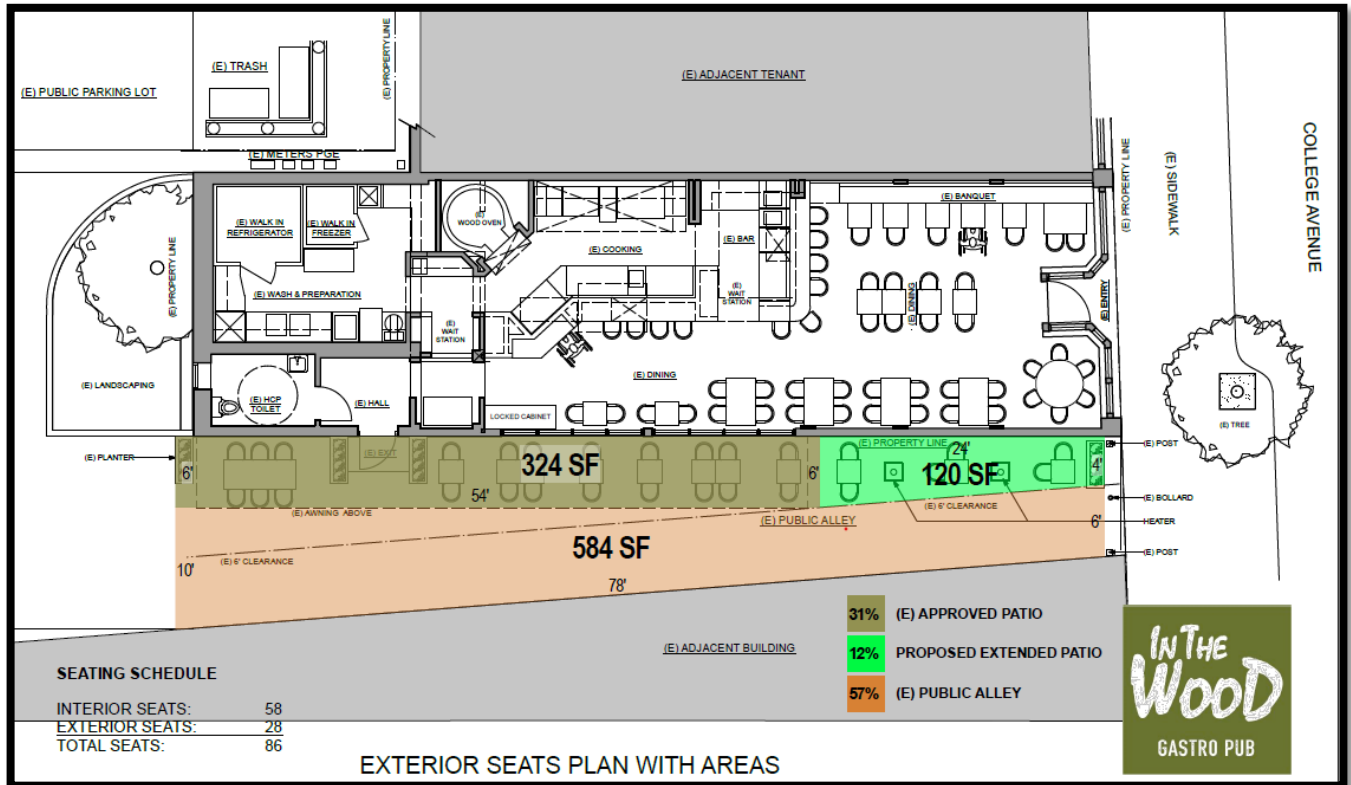 (E) TRASH
(E) PUBLIC PARKING LOT
(E) PROPERTY LINE
(E) METERS PGE
(E) ADJACENT TENANT
COLLEGE AVENUE
(E) SIDEWALK
(E) PROPERTY LINE
(E) WALK IN
REFRIGERATOR
(E) WALK IN
FREEZER
(E)
WOOD OVEN
(E) COOKING
(E) BAR
(E) BANQUET
(E) PROPERTY LINE
(E) WASH & PREPARATION
(E)
WAIT
STATION
(E)
WAIT
STATION
(E) DINING
(E) ENTRY
(E) LANDSCAPING
(E) HCP
TOILET
(E) HALL
(E) DINING
LOCKED CABINET
(E) TREE
(E) PLANTER
6'
(E) EXIT
324 SF
54'
6'
(E) PROPERTY LINE
24'
120 SF
4'
(E) POST
(E) BOLLARD
HEATER
(E) POST
(E) AWNING ABOVE
(E) PUBLIC ALLEY
(E) 6' CLEARANCE
6'
584 SF
(E) 6' CLEARANCE
10'
78'
31% (E) APPROVED PATIO
12% PROPOSED EXTENDED PATIO
57% (E) PUBLIC ALLEY
(E) ADJACENT BUILDING
SEATING SCHEDULE
INTERIOR SEATS: 58
EXTERIOR SEATS: 28
TOTAL SEATS: 86
EXTERIOR SEATS PLAN WITH AREAS
IN THE
WOOD
GASTRO PUB